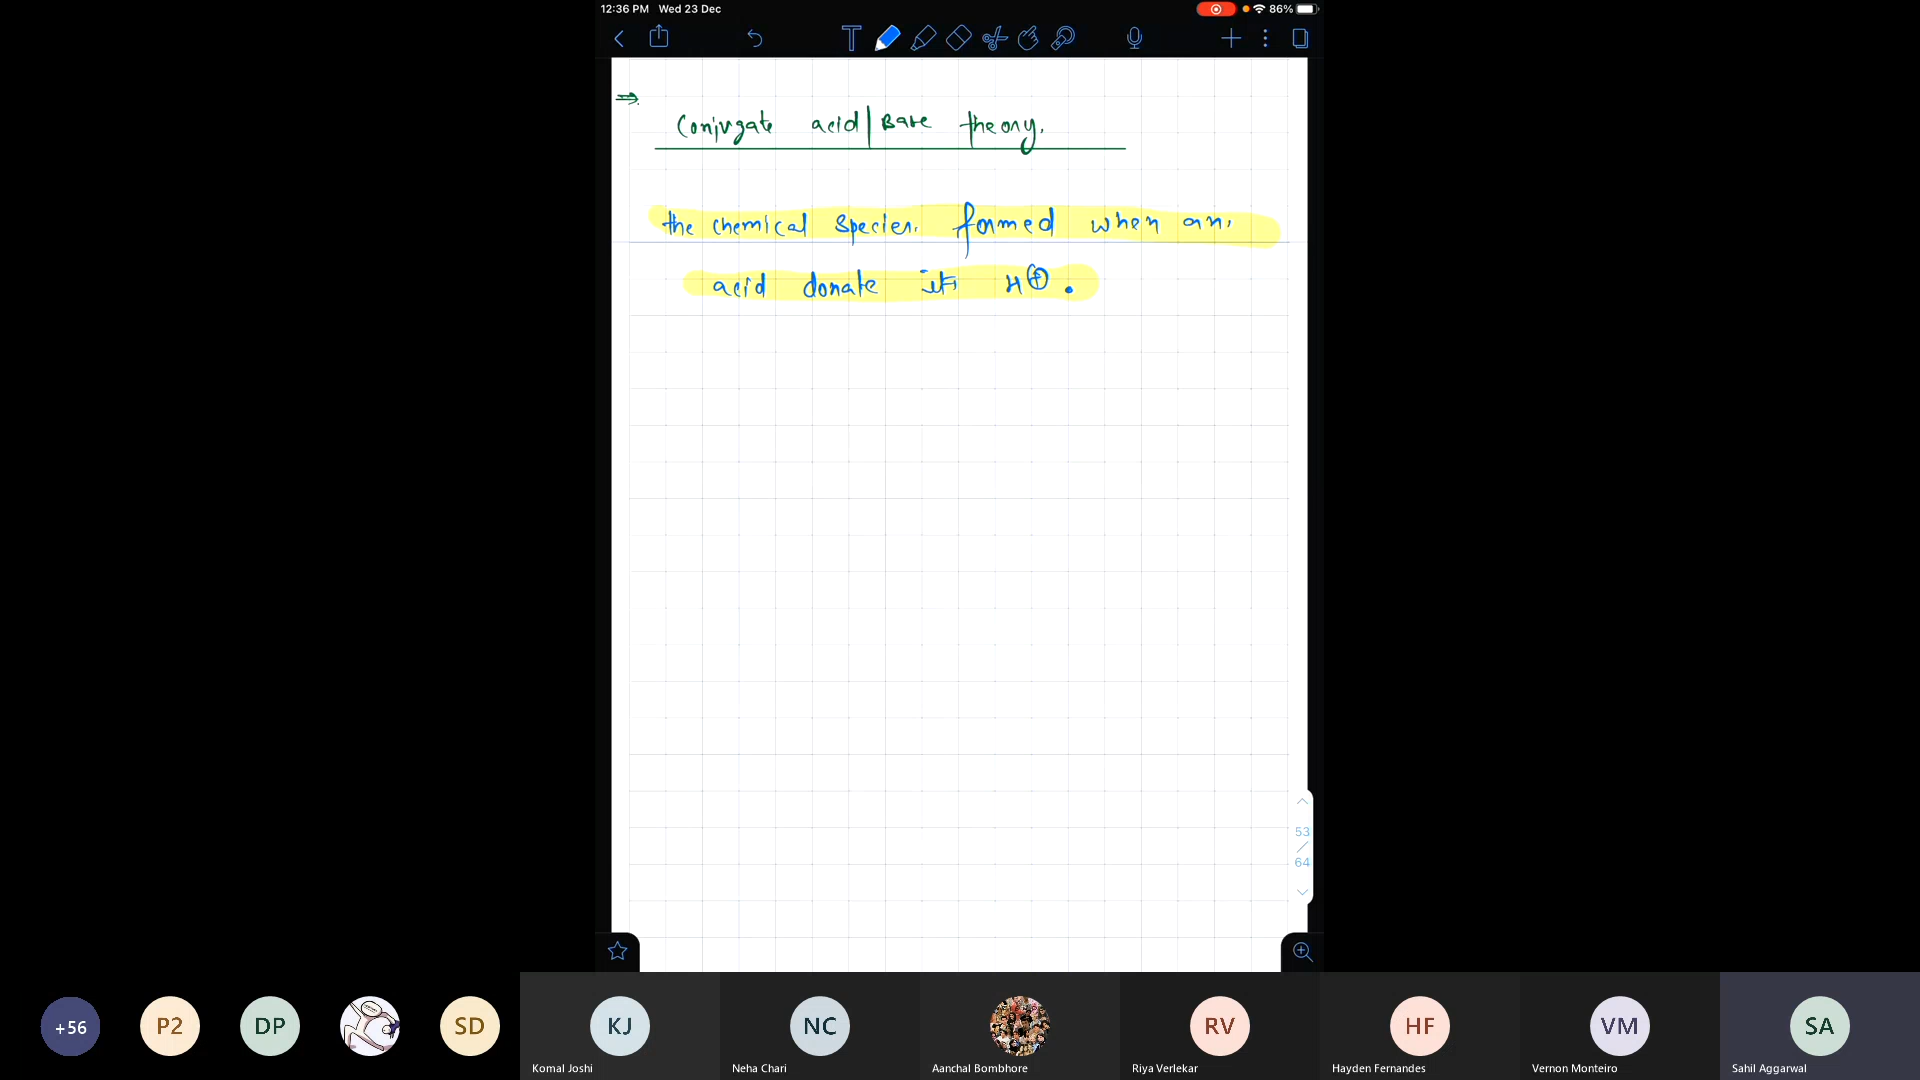 12:36 PM Wed 23 Dec
86%
T
⇒
Conjugate acid | Base theory.
the chemical Species. formed when an.
acid donate its H⊕.
53
/
64
+56
P2
DP
SD
KJ
NC
RV
HF
VM
SA
Komal Joshi
Neha Chari
Aanchal Bombhore
Riya Verlekar
Hayden Fernandes
Vernon Monteiro
Sahil Aggarwal